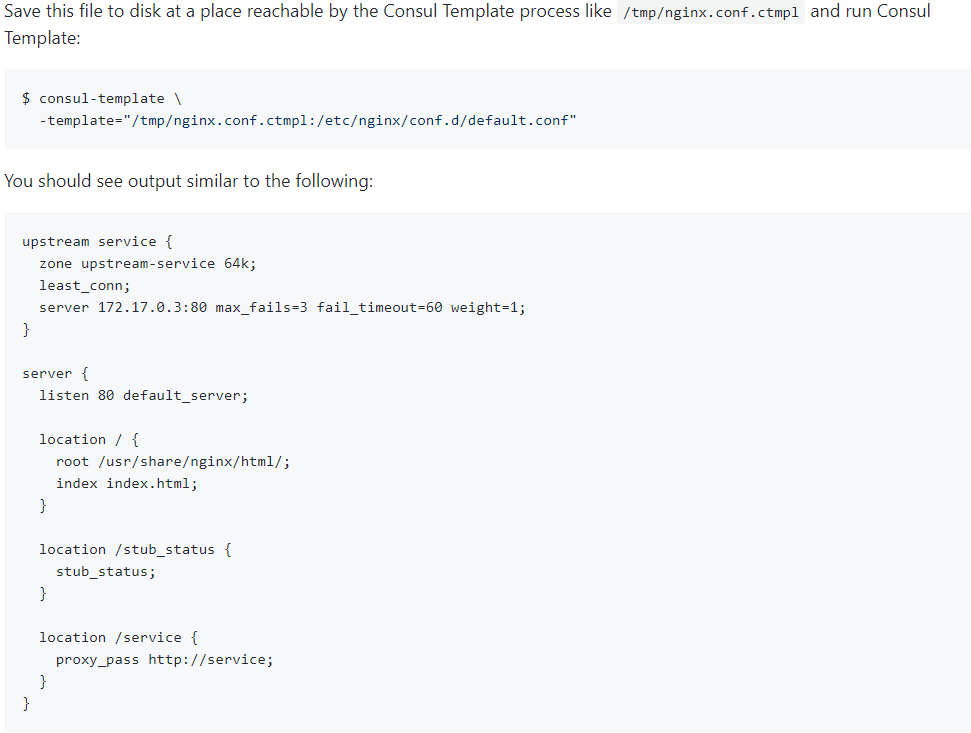 Save this file to disk at a place reachable by the Consul Template process like /tmp/nginx.conf.ctmpl and run Consul
Template:
$ consul-template \
  -template="/tmp/nginx.conf.ctmpl:/etc/nginx/conf.d/default.conf"
You should see output similar to the following:
upstream service {
  zone upstream-service 64k;
  least_conn;
  server 172.17.0.3:80 max_fails=3 fail_timeout=60 weight=1;
}
server {
  listen 80 default_server;
  location / {
    root /usr/share/nginx/html/;
    index index.html;
  }
  location /stub_status {
    stub_status;
  }
  location /service {
    proxy_pass http://service;
  }
}